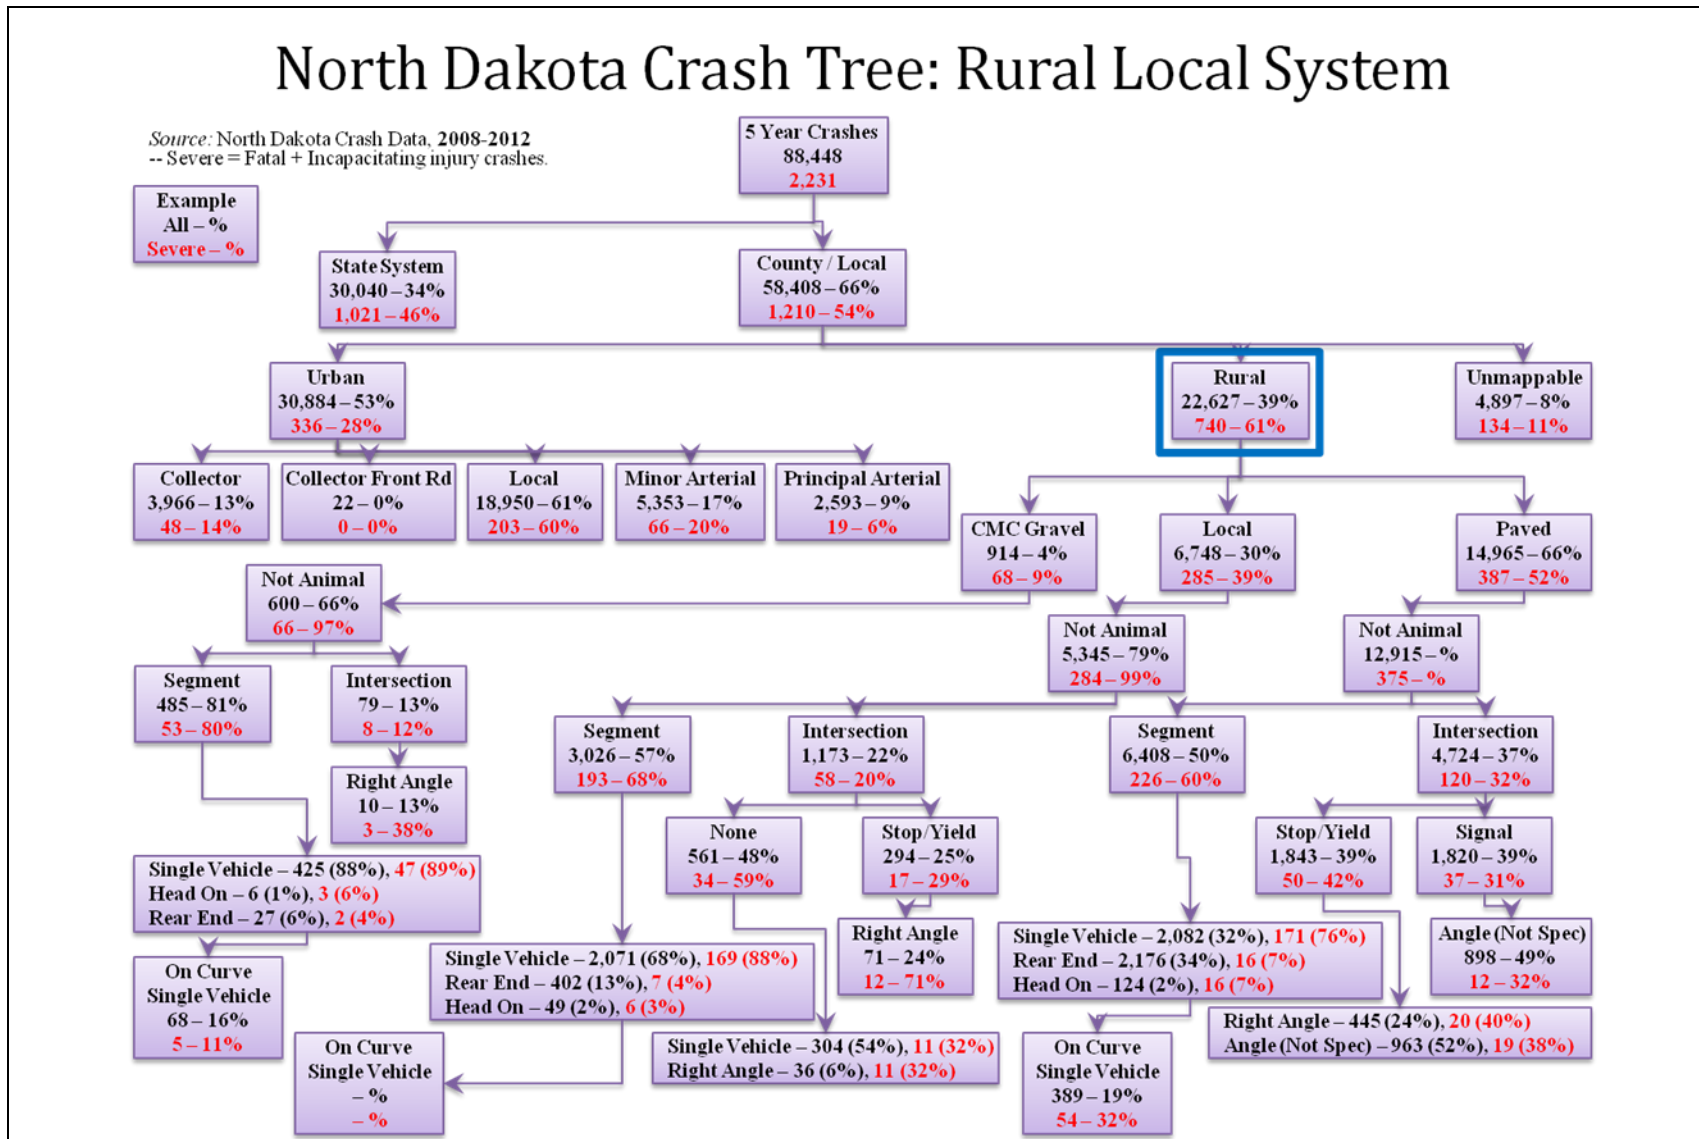 North Dakota Crash Tree: Rural Local System
Source: North Dakota Crash Data, 2008-2012
-- Severe = Fatal + Incapacitating injury crashes.
Example
All – %
Severe – %
5 Year Crashes
88,448
2,231
State System
30,040 – 34%
1,021 – 46%
County / Local
58,408 – 66%
1,210 – 54%
Urban
30,884 – 53%
336 – 28%
Rural
22,627 – 39%
740 – 61%
Unmappable
4,897 – 8%
134 – 11%
Collector
3,966 – 13%
48 – 14%
Collector Front Rd
22 – 0%
0 – 0%
Local
18,950 – 61%
203 – 60%
Minor Arterial
5,353 – 17%
66 – 20%
Principal Arterial
2,593 – 9%
19 – 6%
CMC Gravel
914 – 4%
68 – 9%
Local
6,748 – 30%
285 – 39%
Paved
14,965 – 66%
387 – 52%
Not Animal
600 – 66%
66 – 97%
Not Animal
5,345 – 79%
284 – 99%
Not Animal
12,915 – %
375 – %
Segment
485 – 81%
53 – 80%
Intersection
79 – 13%
8 – 12%
Right Angle
10 – 13%
3 – 38%
Segment
3,026 – 57%
193 – 68%
Intersection
1,173 – 22%
58 – 20%
Segment
6,408 – 50%
226 – 60%
Intersection
4,724 – 37%
120 – 32%
None
561 – 48%
34 – 59%
Stop/Yield
294 – 25%
17 – 29%
Stop/Yield
1,843 – 39%
50 – 42%
Signal
1,820 – 39%
37 – 31%
Single Vehicle – 425 (88%), 47 (89%)
Head On – 6 (1%), 3 (6%)
Rear End – 27 (6%), 2 (4%)
Right Angle
71 – 24%
12 – 71%
Angle (Not Spec)
898 – 49%
12 – 32%
Single Vehicle – 2,071 (68%), 169 (88%)
Rear End – 402 (13%), 7 (4%)
Head On – 49 (2%), 6 (3%)
Single Vehicle – 2,082 (32%), 171 (76%)
Rear End – 2,176 (34%), 16 (7%)
Head On – 124 (2%), 16 (7%)
On Curve
Single Vehicle
68 – 16%
5 – 11%
On Curve
Single Vehicle
– %
– %
Single Vehicle – 304 (54%), 11 (32%)
Right Angle – 36 (6%), 11 (32%)
On Curve
Single Vehicle
389 – 19%
54 – 32%
Right Angle – 445 (24%), 20 (40%)
Angle (Not Spec) – 963 (52%), 19 (38%)